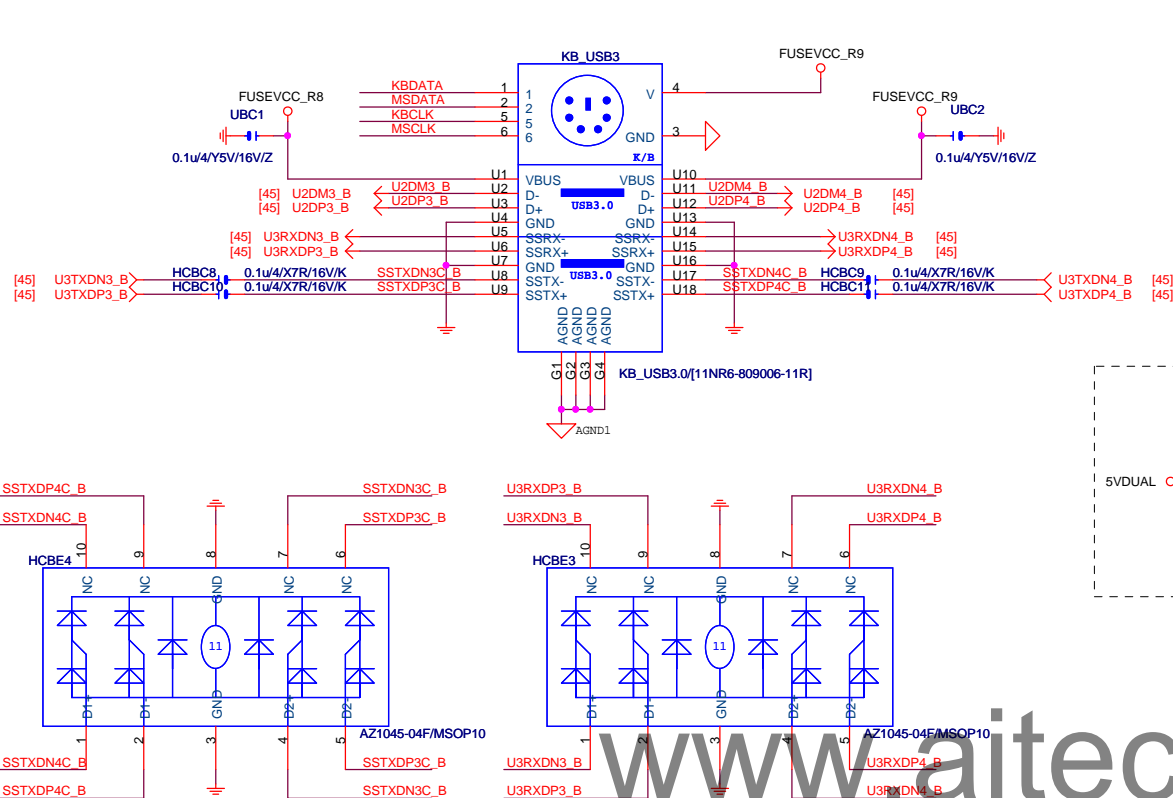 KB_USB3
FUSEVCC_R9
FUSEVCC_R8
FUSEVCC_R9
UBC1
UBC2
0.1u/4/Y5V/16V/Z
0.1u/4/Y5V/16V/Z
KBDATA 1 1 V 4
MSDATA 2 2
KBCLK 5 5
MSCLK 6 6 GND 3
K/B
U1 VBUS VBUS U10
[45] U2DM3_B U2DM3_B U2 D- D- U11 U2DM4_B U2DM4_B [45]
USB3.0
[45] U2DP3_B U2DP3_B U3 D+ D+ U12 U2DP4_B U2DP4_B [45]
U4 GND GND U13
[45] U3RXDN3_B U5 SSRX- SSRX- U14 U3RXDN4_B [45]
[45] U3RXDP3_B U6 SSRX+ SSRX+ U15 U3RXDP4_B [45]
U7 GND GND U16
USB3.0
[45] U3TXDN3_B HCBC8 0.1u/4/X7R/16V/K SSTXDN3C_B U8 SSTX- SSTX- U17 SSTXDN4C_B HCBC9 0.1u/4/X7R/16V/K U3TXDN4_B [45]
[45] U3TXDP3_B HCBC10 0.1u/4/X7R/16V/K SSTXDP3C_B U9 SSTX+ SSTX+ U18 SSTXDP4C_B HCBC11 0.1u/4/X7R/16V/K U3TXDP4_B [45]
AGND AGND AGND AGND
G1 G2 G3 G4
KB_USB3.0/[11NR6-809006-11R]
AGND1
5VDUAL
SSTXDP4C_B SSTXDN3C_B U3RXDP3_B U3RXDN4_B
SSTXDN4C_B SSTXDP3C_B U3RXDN3_B U3RXDP4_B
10 9 8 7 6 10 9 8 7 6
HCBE4 HCBE3
NC NC GND NC NC NC NC GND NC NC
11 11
D1+ D1- GND D2+ D2- D1+ D1- GND D2+ D2-
AZ1045-04F/MSOP10 AZ1045-04F/MSOP10
1 2 3 4 5 1 2 3 4 5
SSTXDN4C_B SSTXDP3C_B U3RXDN3_B U3RXDP4_B
SSTXDP4C_B SSTXDN3C_B U3RXDP3_B U3RXDN4_B
www.aitec